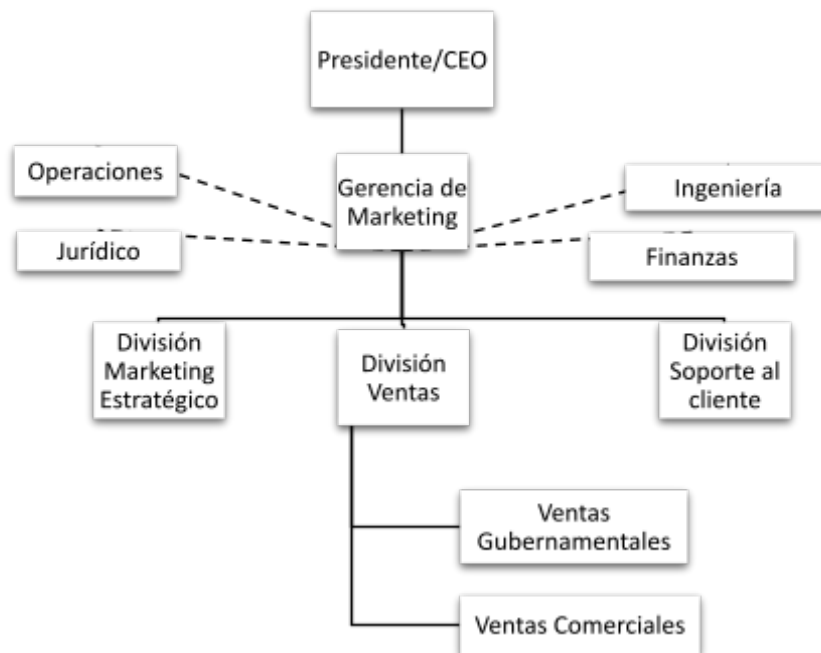 Presidente/CEO
Operaciones
Gerencia de
Marketing
Ingeniería
Jurídico
Finanzas
División
Marketing
Estratégico
División
Ventas
División
Soporte al
cliente
Ventas
Gubernamentales
Ventas Comerciales